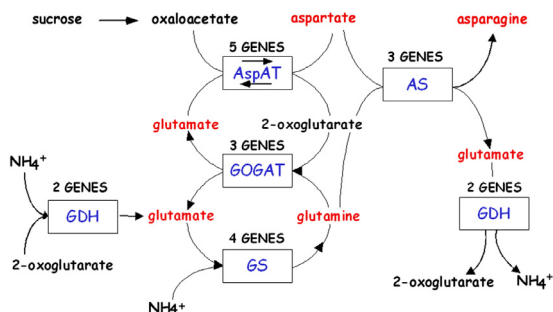 sucrose oxaloacetate aspartate asparagine
5 GENES
AspAT
3 GENES
AS
glutamate
2-oxoglutarate
3 GENES
GOGAT
glutamate
NH₄⁺
2 GENES
GDH
glutamate
glutamine
2 GENES
GDH
4 GENES
GS
2-oxoglutarate
2-oxoglutarate
NH₄⁺
NH₄⁺